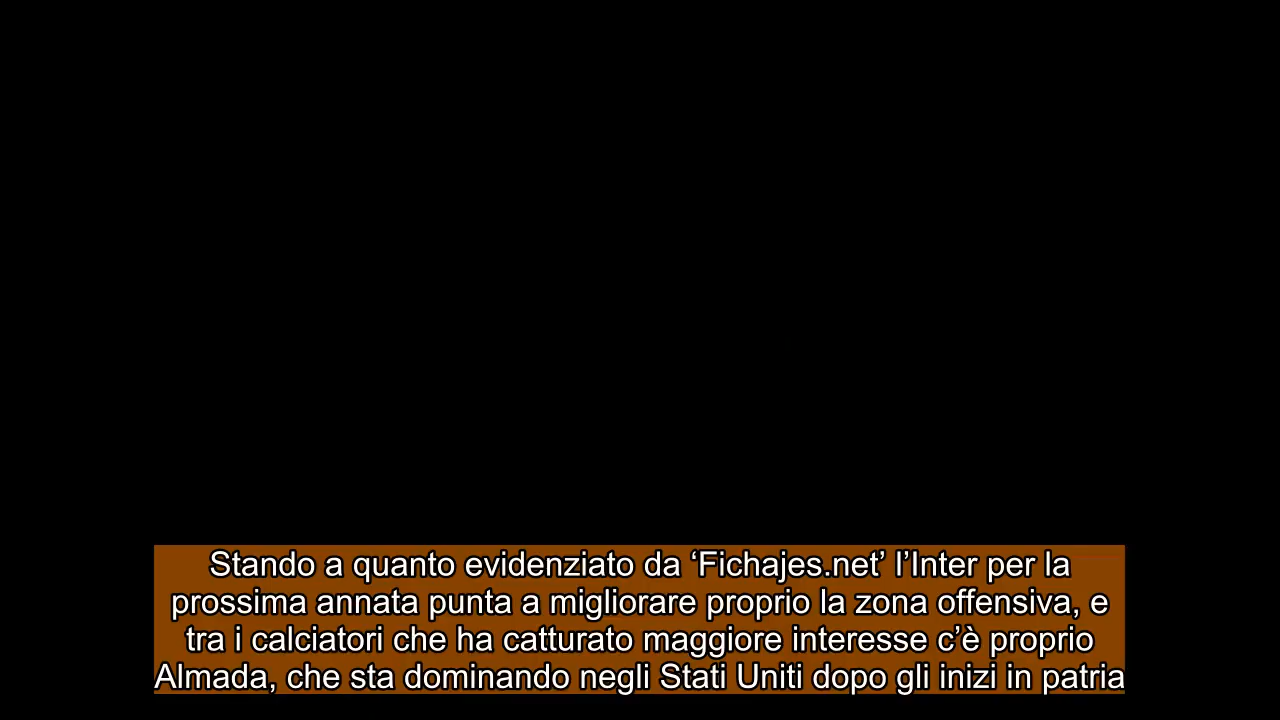 Stando a quanto evidenziato da ‘Fichajes.net’ l’Inter per la
prossima annata punta a migliorare proprio la zona offensiva, e
tra i calciatori che ha catturato maggiore interesse c’è proprio
Almada, che sta dominando negli Stati Uniti dopo gli inizi in patria